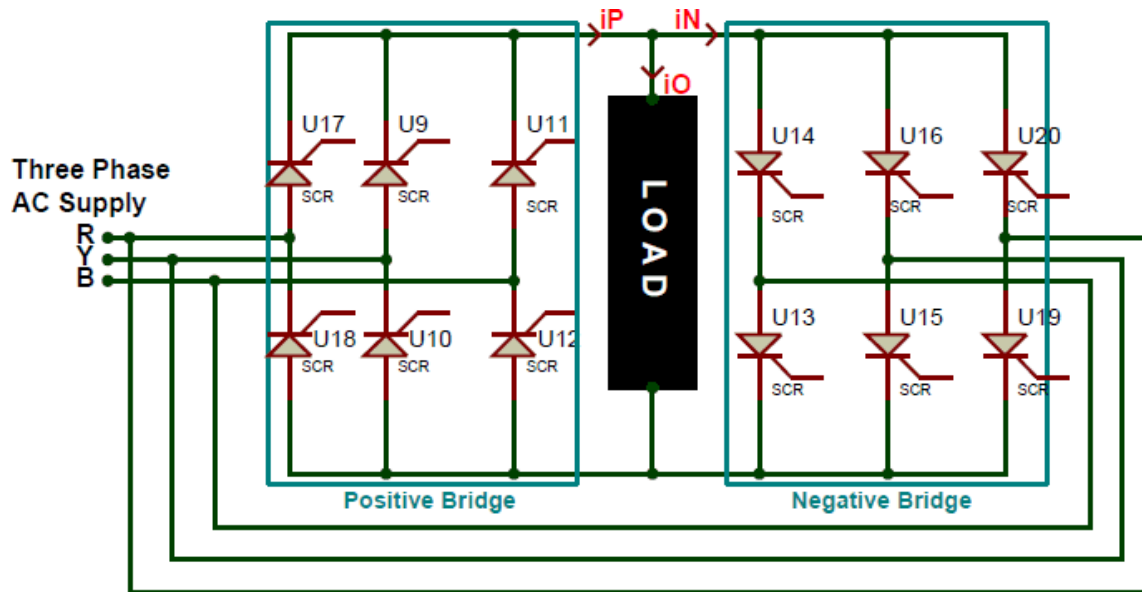 iP
iN
iO
U17
U9
U11
SCR
SCR
SCR
U14
U16
U20
SCR
SCR
SCR
Three Phase
AC Supply
R
Y
B
LOAD
U18
U10
U12
SCR
SCR
SCR
U13
U15
U19
SCR
SCR
SCR
Positive Bridge
Negative Bridge